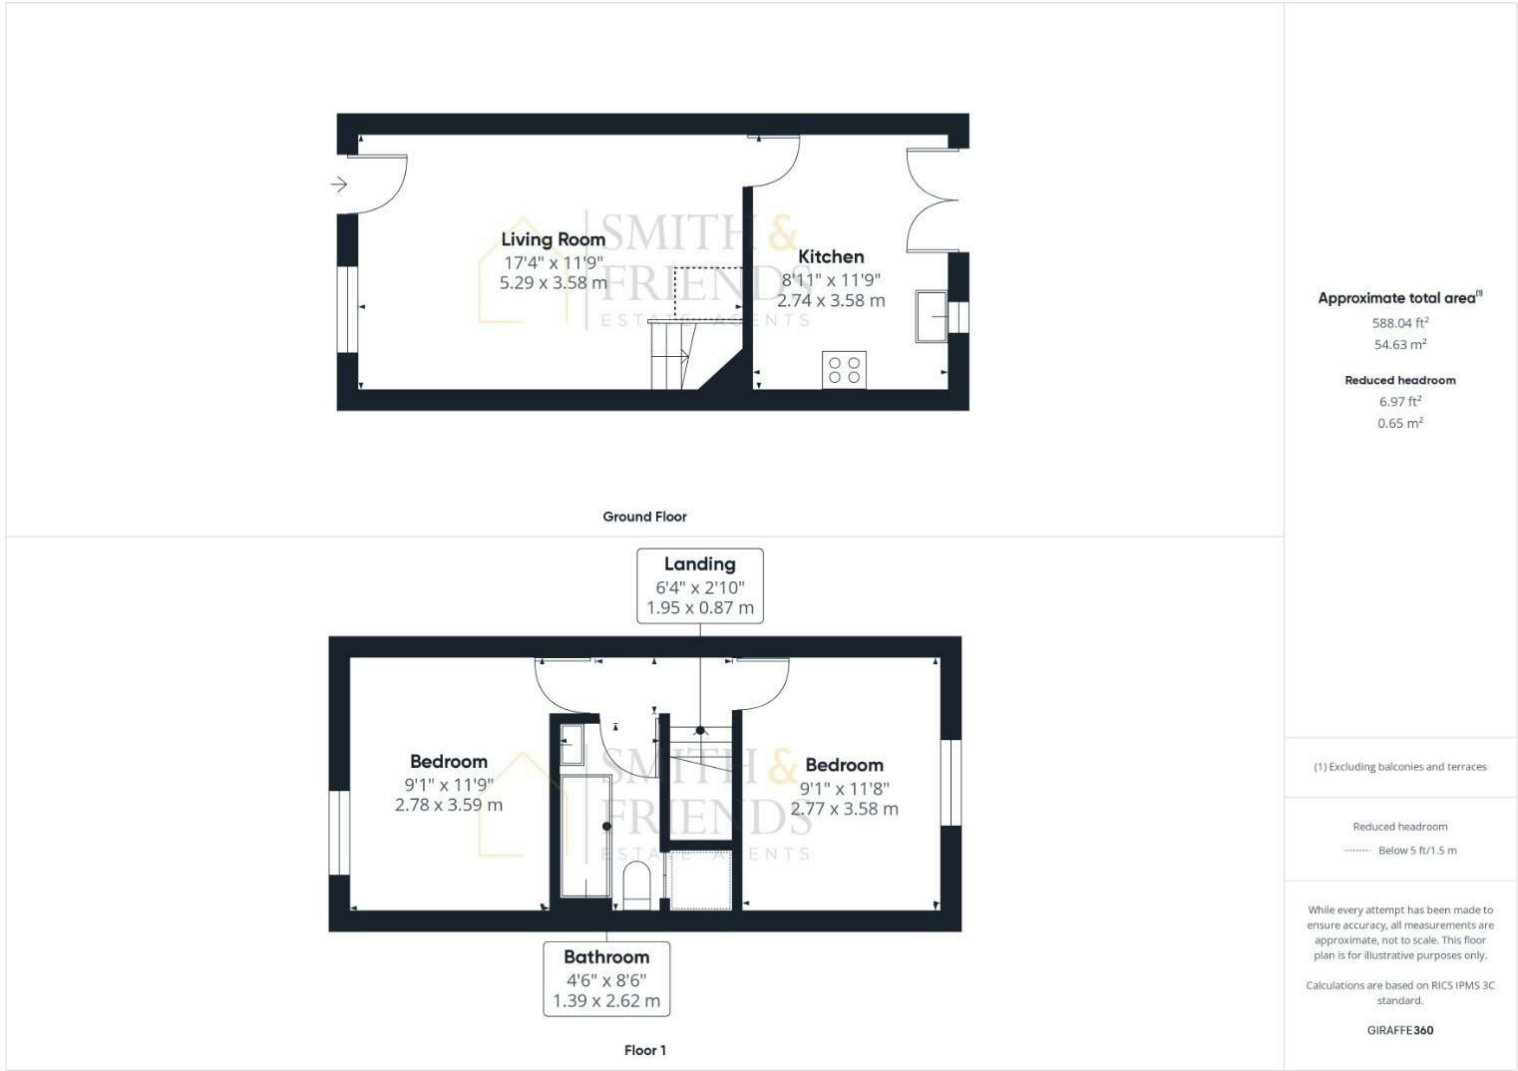 SMITH &
FRIENDS
ESTATE AGENTS
Living Room
17'4" x 11'9"
5.29 x 3.58 m
Kitchen
8'11" x 11'9"
2.74 x 3.58 m
Ground Floor
Landing
6'4" x 2'10"
1.95 x 0.87 m
SMITH &
FRIENDS
ESTATE AGENTS
Bedroom
9'1" x 11'9"
2.78 x 3.59 m
Bedroom
9'1" x 11'8"
2.77 x 3.58 m
Bathroom
4'6" x 8'6"
1.39 x 2.62 m
Floor 1
Approximate total area⁽¹⁾
588.04 ft²
54.63 m²
Reduced headroom
6.97 ft²
0.65 m²
(1) Excluding balconies and terraces
Reduced headroom
Below 5 ft/1.5 m
While every attempt has been made to
ensure accuracy, all measurements are
approximate, not to scale. This floor
plan is for illustrative purposes only.
Calculations are based on RICS IPMS 3C
standard.
GIRAFFE360